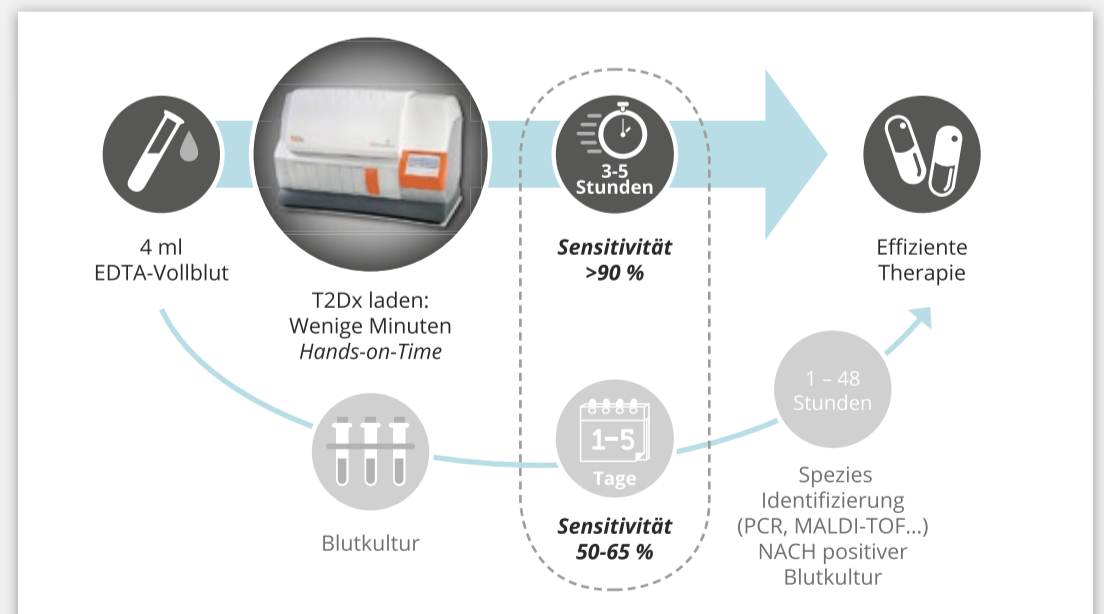 4 ml
EDTA-Vollblut
T2Dx laden:
Wenige Minuten
Hands-on-Time
3-5
Stunden
Sensitivität
>90 %
Effiziente
Therapie
Blutkultur
1–5
Tage
Sensitivität
50-65 %
1 – 48
Stunden
Spezies
Identifizierung
(PCR, MALDI-TOF...)
NACH positiver
Blutkultur